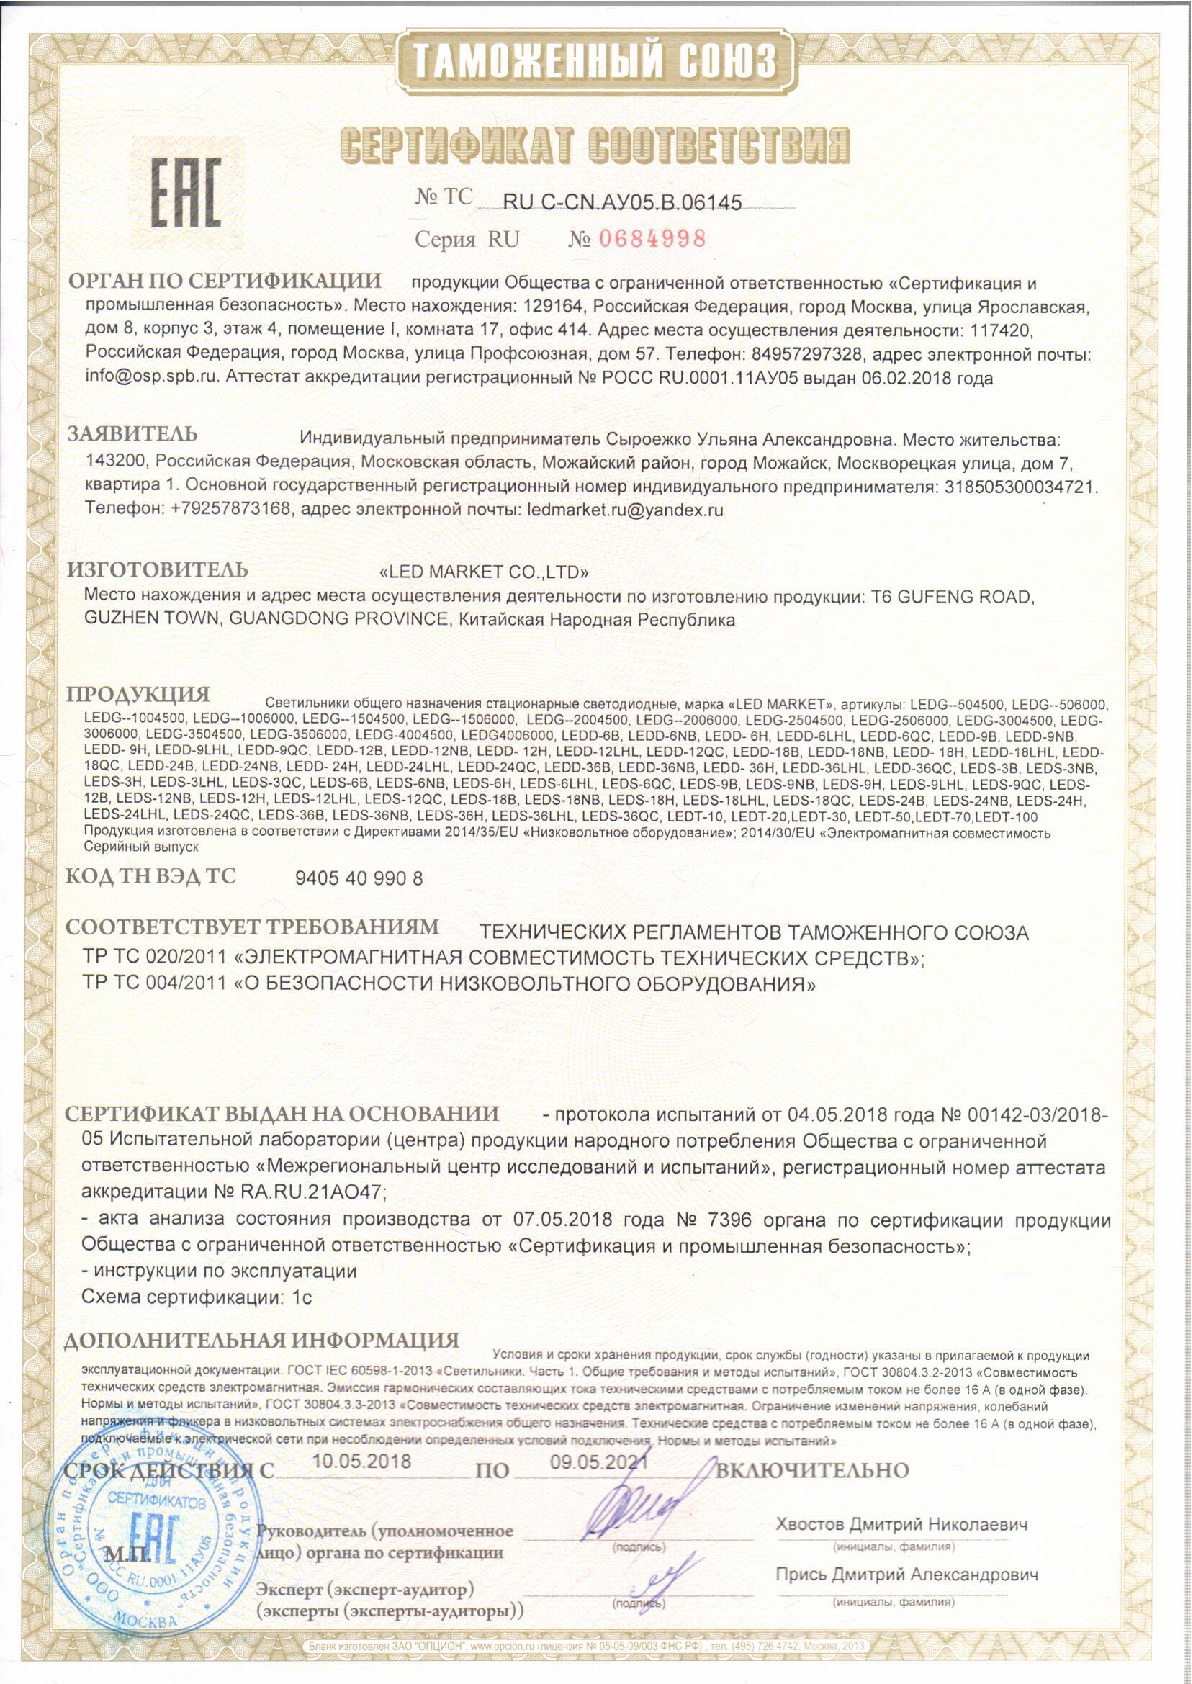 ТАМОЖЕННЫЙ СОЮЗ
СЕРТИФИКАТ СООТВЕТСТВИЯ
ЕАС
№ ТС RU C-CN.АУ05.В.06145
Серия RU № 0684998
ОРГАН ПО СЕРТИФИКАЦИИ продукции Общества с ограниченной ответственностью «Сертификация и
промышленная безопасность». Место нахождения: 129164, Российская Федерация, город Москва, улица Ярославская,
дом 8, корпус 3, этаж 4, помещение I, комната 17, офис 414. Адрес места осуществления деятельности: 117420,
Российская Федерация, город Москва, улица Профсоюзная, дом 57. Телефон: 84957297328, адрес электронной почты:
info@osp.spb.ru. Аттестат аккредитации регистрационный № РОСС RU.0001.11АУ05 выдан 06.02.2018 года
ЗАЯВИТЕЛЬ Индивидуальный предприниматель Сыроежко Ульяна Александровна. Место жительства:
143200, Российская Федерация, Московская область, Можайский район, город Можайск, Москворецкая улица, дом 7,
квартира 1. Основной государственный регистрационный номер индивидуального предпринимателя: 318505300034721.
Телефон: +79257873168, адрес электронной почты: ledmarket.ru@yandex.ru
ИЗГОТОВИТЕЛЬ «LED MARKET CO.,LTD»
Место нахождения и адрес места осуществления деятельности по изготовлению продукции: T6 GUFENG ROAD,
GUZHEN TOWN, GUANGDONG PROVINCE, Китайская Народная Республика
ПРОДУКЦИЯ Светильники общего назначения стационарные светодиодные, марка «LED MARKET», артикулы: LEDG--504500, LEDG--506000,
LEDG--1004500, LEDG--1006000, LEDG--1504500, LEDG--1506000, LEDG--2004500, LEDG--2006000, LEDG-2504500, LEDG-2506000, LEDG-3004500, LEDG-
3006000, LEDG-3504500, LEDG-3506000, LEDG-4004500, LEDG4006000, LEDD-6B, LEDD-6NB, LEDD- 6H, LEDD-6LHL, LEDD-6QC, LEDD-9B, LEDD-9NB,
LEDD- 9H, LEDD-9LHL, LEDD-9QC, LEDD-12B, LEDD-12NB, LEDD- 12H, LEDD-12LHL, LEDD-12QC, LEDD-18B, LEDD-18NB, LEDD- 18H, LEDD-18LHL, LEDD-
18QC, LEDD-24B, LEDD-24NB, LEDD- 24H, LEDD-24LHL, LEDD-24QC, LEDD-36B, LEDD-36NB, LEDD- 36H, LEDD-36LHL, LEDD-36QC, LEDS-3B, LEDS-3NB,
LEDS-3H, LEDS-3LHL, LEDS-3QC, LEDS-6B, LEDS-6NB, LEDS-6H, LEDS-6LHL, LEDS-6QC, LEDS-9B, LEDS-9NB, LEDS-9H, LEDS-9LHL, LEDS-9QC, LEDS-
12B, LEDS-12NB, LEDS-12H, LEDS-12LHL, LEDS-12QC, LEDS-18B, LEDS-18NB, LEDS-18H, LEDS-18LHL, LEDS-18QC, LEDS-24B, LEDS-24NB, LEDS-24H,
LEDS-24LHL, LEDS-24QC, LEDS-36B, LEDS-36NB, LEDS-36H, LEDS-36LHL, LEDS-36QC, LEDT-10, LEDT-20,LEDT-30, LEDT-50,LEDT-70,LEDT-100
Продукция изготовлена в соответствии с Директивами 2014/35/EU «Низковольтное оборудование»; 2014/30/EU «Электромагнитная совместимость
Серийный выпуск
КОД ТН ВЭД ТС 9405 40 990 8
СООТВЕТСТВУЕТ ТРЕБОВАНИЯМ ТЕХНИЧЕСКИХ РЕГЛАМЕНТОВ ТАМОЖЕННОГО СОЮЗА
ТР ТС 020/2011 «ЭЛЕКТРОМАГНИТНАЯ СОВМЕСТИМОСТЬ ТЕХНИЧЕСКИХ СРЕДСТВ»;
ТР ТС 004/2011 «О БЕЗОПАСНОСТИ НИЗКОВОЛЬТНОГО ОБОРУДОВАНИЯ»
СЕРТИФИКАТ ВЫДАН НА ОСНОВАНИИ - протокола испытаний от 04.05.2018 года № 00142-03/2018-
05 Испытательной лаборатории (центра) продукции народного потребления Общества с ограниченной
ответственностью «Межрегиональный центр исследований и испытаний», регистрационный номер аттестата
аккредитации № RA.RU.21АО47;
- акта анализа состояния производства от 07.05.2018 года № 7396 органа по сертификации продукции
Общества с ограниченной ответственностью «Сертификация и промышленная безопасность»;
- инструкции по эксплуатации
Схема сертификации: 1с
ДОПОЛНИТЕЛЬНАЯ ИНФОРМАЦИЯ Условия и сроки хранения продукции, срок службы (годности) указаны в прилагаемой к продукции
эксплуатационной документации. ГОСТ IEC 60598-1-2013 «Светильники. Часть 1. Общие требования и методы испытаний», ГОСТ 30804.3.2-2013 «Совместимость
технических средств электромагнитная. Эмиссия гармонических составляющих тока техническими средствами с потребляемым током не более 16 А (в одной фазе).
Нормы и методы испытаний», ГОСТ 30804.3.3-2013 «Совместимость технических средств электромагнитная. Ограничение изменений напряжения, колебаний
напряжения и фликера в низковольтных системах электроснабжения общего назначения. Технические средства с потребляемым током не более 16 А (в одной фазе),
подключаемые к электрической сети при несоблюдении определенных условий подключения. Нормы и методы испытаний»
СРОК ДЕЙСТВИЯ С 10.05.2018 ПО 09.05.2021 ВКЛЮЧИТЕЛЬНО
Орган по сертификации продукции
ООО «Сертификация и промышленная безопасность»
ДЛЯ
СЕРТИФИКАТОВ
ЕАС
№ РОСС RU.0001.11АУ05
МОСКВА
М.П.
Руководитель (уполномоченное
лицо) органа по сертификации
(подпись)
Хвостов Дмитрий Николаевич
(инициалы, фамилия)
Эксперт (эксперт-аудитор)
(эксперты (эксперты-аудиторы))
(подпись)
Прись Дмитрий Александрович
(инициалы, фамилия)
Бланк изготовлен ЗАО "ОПЦИОН", www.opcion.ru (лицензия № 05-05-09/003 ФНС РФ), тел. (495) 726 4742, Москва, 2013